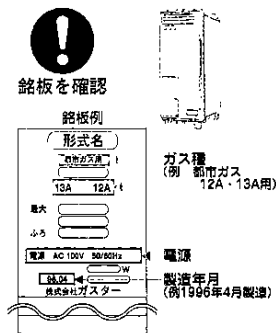 銘板を確認
銘板例
形式名
都市ガス用
13A 12A
最大
ふろ
電源 AC 100V 50/60Hz
W
96.04
株式会社ガスター
ガス種
(例 都市ガス
12A・13A用)
電源
製造年月
(例1996年4月製造)